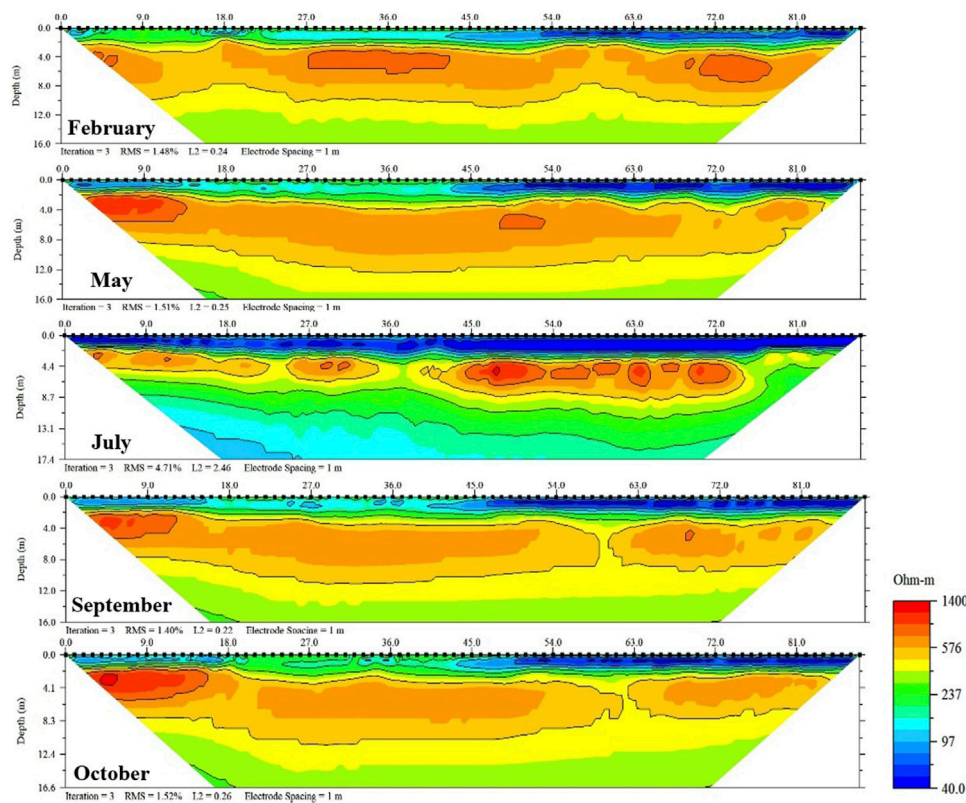 0.0 9.0 18.0 27.0 36.0 45.0 54.0 63.0 72.0 81.0
Depth (m)
0.0
4.0
8.0
12.0
16.0
February
Iteration = 3 RMS = 1.48% L2 = 0.24 Electrode Spacing = 1 m
0.0 9.0 18.0 27.0 36.0 45.0 54.0 63.0 72.0 81.0
Depth (m)
0.0
4.0
8.0
12.0
16.0
May
Iteration = 3 RMS = 1.51% L2 = 0.25 Electrode Spacing = 1 m
0.0 9.0 18.0 27.0 36.0 45.0 54.0 63.0 72.0 81.0
Depth (m)
0.0
4.4
8.7
13.1
17.4
July
Iteration = 3 RMS = 4.71% L2 = 2.46 Electrode Spacing = 1 m
0.0 9.0 18.0 27.0 36.0 45.0 54.0 63.0 72.0 81.0
Depth (m)
0.0
4.0
8.0
12.0
16.0
September
Iteration = 3 RMS = 1.40% L2 = 0.22 Electrode Spacing = 1 m
0.0 9.0 18.0 27.0 36.0 45.0 54.0 63.0 72.0 81.0
Depth (m)
0.0
4.1
8.3
12.4
16.6
October
Iteration = 3 RMS = 1.52% L2 = 0.26 Electrode Spacing = 1 m
Ohm-m
1400
576
237
97
40.0